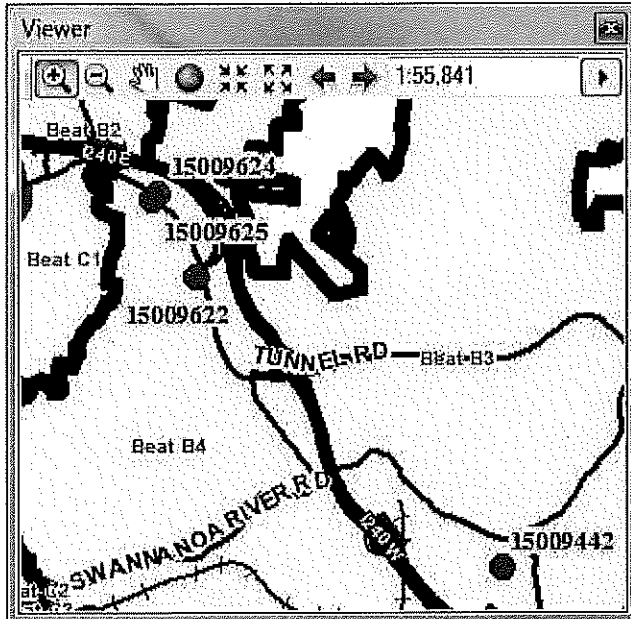 Viewer
1:55,841
Beat B2
I240E
15009624
15009625
Beat C1
15009622
TUNNEL RD
Beat B3
Beat B4
SWANNANOA RIVER RD
I240W
15009442